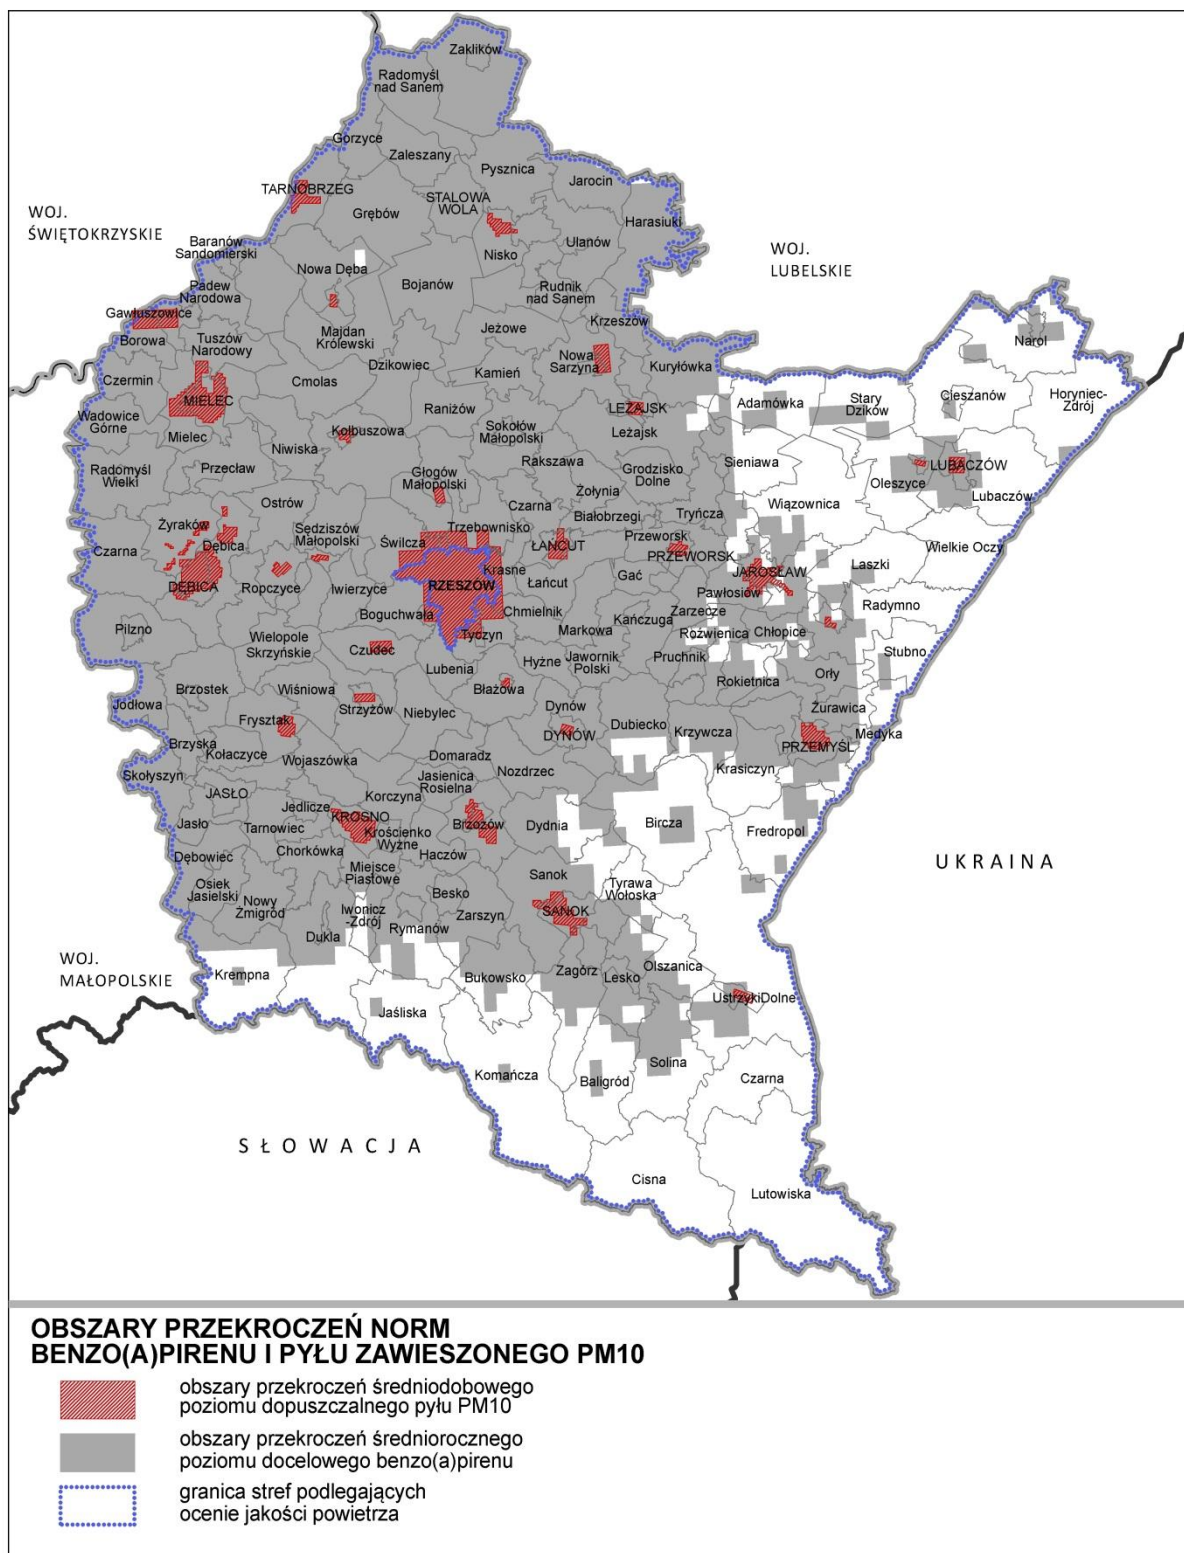 Zaklików
Radomyśl
nad Sanem
Gorzyce
Zaleszany
Pysznica
Jarocin
TARNOBRZEG
STALOWA
WOLA
Grębów
Harasiuki
WOJ.
ŚWIĘTOKRZYSKIE
Baranów
Sandomierski
Ulanów
Nisko
WOJ.
LUBELSKIE
Nowa Dęba
Padew
Narodowa
Bojanów
Rudnik
nad Sanem
Gawłuszowice
Krzeszów
Borowa
Tuszów
Narodowy
Majdan
Królewski
Jeżowe
Narol
Dzikowiec
Nowa
Sarzyna
Kuryłówka
Czermin
Cmolas
Kamień
Cieszanów
Horyniec-
Zdrój
MIELEC
Adamówka
Stary
Dzików
Wadowice
Górne
Raniżów
LEŻAJSK
Mielec
Kolbuszowa
Sokołów
Małopolski
Leżajsk
Niwiska
Radomyśl
Wielki
Przecław
Głogów
Małopolski
Rakszawa
Grodzisko
Dolne
Sieniawa
LUBACZÓW
Oleszyce
Lubaczów
Ostrów
Czarna
Żołynia
Wiązownica
Żyraków
Sędziszów
Małopolski
Trzebownisko
Białobrzegi
Tryńcza
Czarna
Dębica
Świlcza
ŁAŃCUT
Przeworsk
PRZEWORSK
Wielkie Oczy
DĘBICA
Ropczyce
Iwierzyce
RZESZÓW
Krasne
Łańcut
Gać
JAROSŁAW
Laszki
Pawłosiów
Boguchwała
Chmielnik
Kańczuga
Zarzecze
Radymno
Pilzno
Wielopole
Skrzyńskie
Tyczyn
Markowa
Roźwienica
Chłopice
Czudec
Lubenia
Hyżne
Jawornik
Polski
Pruchnik
Stubno
Rokietnica
Orły
Brzostek
Wiśniowa
Błażowa
Jodłowa
Strzyżów
Niebylec
Dynów
Żurawica
Frysztak
DYNÓW
Dubiecko
Krzywcza
Medyka
Brzyska
Kołaczyce
Wojaszówka
Domaradz
PRZEMYŚL
Skołyszyn
Jasienica
Rosielna
Nozdrzec
Krasiczyn
JASŁO
Jedlicze
Korczyna
Jasło
Tarnowiec
KROSNO
Krościenko
Wyżne
Brzozów
Dydnia
Bircza
Fredropol
Dębowiec
Chorkówka
Haczów
UKRAINA
Osiek
Jasielski
Miejsce
Piastowe
Sanok
Tyrawa
Wołoska
Nowy
Żmigród
Besko
Iwonicz
-Zdrój
Zarszyn
SANOK
Dukla
Rymanów
WOJ.
MAŁOPOLSKIE
Krempna
Bukowsko
Zagórz
Lesko
Olszanica
UstrzykiDolne
Jaśliska
Solina
Komańcza
Baligród
Czarna
SŁOWACJA
Cisna
Lutowiska
OBSZARY PRZEKROCZEŃ NORM
BENZO(A)PIRENU I PYŁU ZAWIESZONEGO PM10
obszary przekroczeń średniodobowego
poziomu dopuszczalnego pyłu PM10
obszary przekroczeń średniorocznego
poziomu docelowego benzo(a)pirenu
granica stref podlegających
ocenie jakości powietrza